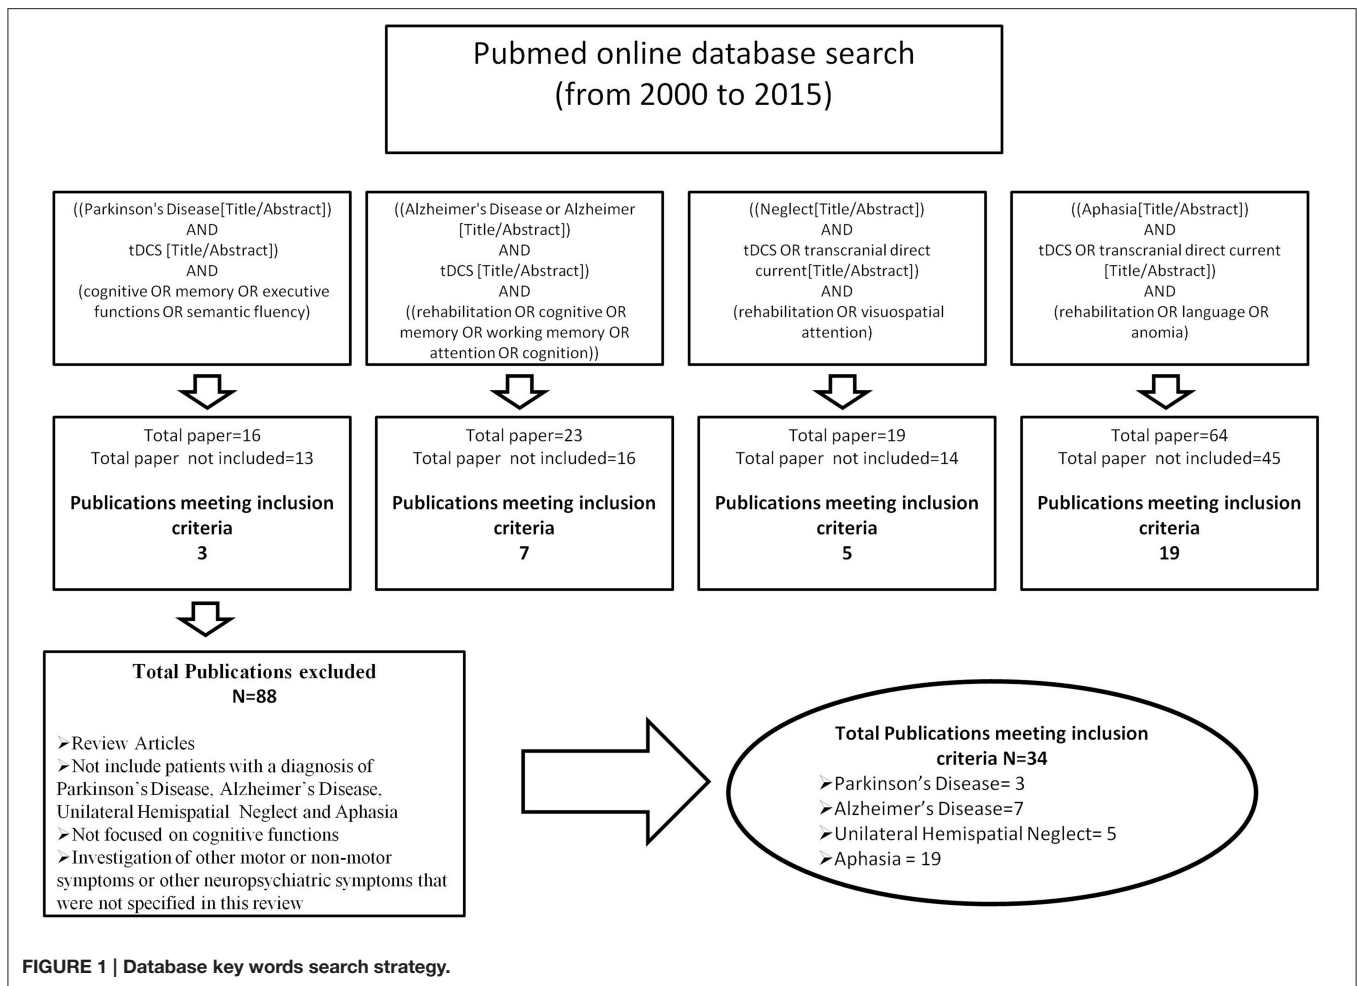 Pubmed online database search
(from 2000 to 2015)
((Parkinson's Disease[Title/Abstract])
AND
tDCS [Title/Abstract])
AND
(cognitive OR memory OR executive
functions OR semantic fluency)
((Alzheimer's Disease or Alzheimer
[Title/Abstract])
AND
tDCS [Title/Abstract])
AND
((rehabilitation OR cognitive OR
memory OR working memory OR
attention OR cognition))
((Neglect[Title/Abstract])
AND
tDCS OR transcranial direct
current[Title/Abstract])
AND
(rehabilitation OR visuospatial
attention)
((Aphasia[Title/Abstract])
AND
tDCS OR transcranial direct current
[Title/Abstract])
AND
(rehabilitation OR language OR
anomia)
Total paper=16
Total paper not included=13
Publications meeting inclusion
criteria
3
Total paper=23
Total paper not included=16
Publications meeting inclusion
criteria
7
Total paper=19
Total paper not included=14
Publications meeting inclusion
criteria
5
Total paper=64
Total paper not included=45
Publications meeting inclusion
criteria
19
Total Publications excluded
N=88
➢Review Articles
➢Not include patients with a diagnosis of
Parkinson's Disease, Alzheimer's Disease,
Unilateral Hemispatial Neglect and Aphasia
➢Not focused on cognitive functions
➢Investigation of other motor or non-motor
symptoms or other neuropsychiatric symptoms that
were not specified in this review
Total Publications meeting inclusion
criteria N=34
➢Parkinson's Disease= 3
➢Alzheimer's Disease=7
➢Unilateral Hemispatial Neglect= 5
➢Aphasia = 19
FIGURE 1 | Database key words search strategy.